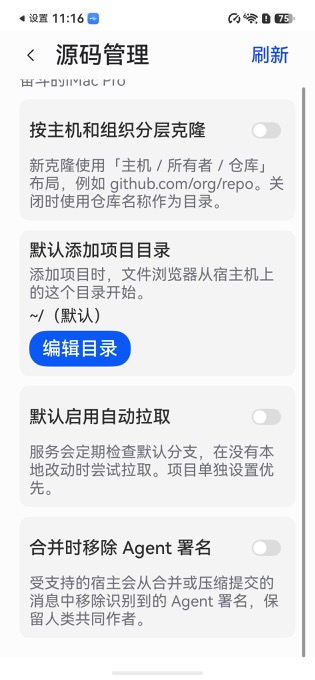 设置 11:16
75
源码管理
刷新
奋斗的iMac Pro
按主机和组织分层克隆
新克隆使用「主机 / 所有者 / 仓库」
布局，例如 github.com/org/repo。关
闭时使用仓库名称作为目录。
默认添加项目目录
添加项目时，文件浏览器从宿主机上
的这个目录开始。
~/（默认）
编辑目录
默认启用自动拉取
服务会定期检查默认分支，在没有本
地改动时尝试拉取。项目单独设置优
先。
合并时移除 Agent 署名
受支持的宿主会从合并或压缩提交的
消息中移除识别到的 Agent 署名，保
留人类共同作者。